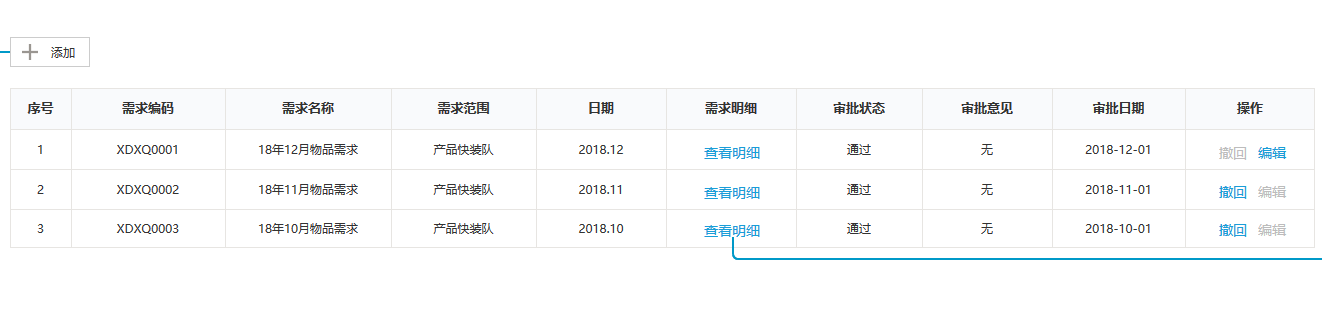 添加
序号 需求编码 需求名称 需求范围 日期 需求明细 审批状态 审批意见 审批日期 操作
1 XDXQ0001 18年12月物品需求 产品快装队 2018.12 查看明细 通过 无 2018-12-01 撤回 编辑
2 XDXQ0002 18年11月物品需求 产品快装队 2018.11 查看明细 通过 无 2018-11-01 撤回 编辑
3 XDXQ0003 18年10月物品需求 产品快装队 2018.10 查看明细 通过 无 2018-10-01 撤回 编辑